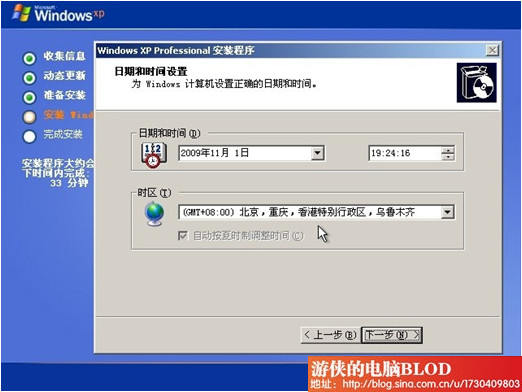 Microsoft
Windows xp
收集信息
动态更新
准备安装
安装 Wind
完成安装
安装程序大约会
下时间内完成:
33 分钟
Windows XP Professional 安装程序
日期和时间设置
为 Windows 计算机设置正确的日期和时间。
日期和时间(D)
2009年11月 1日
19:24:16
时区(T)
(GMT+08:00) 北京，重庆，香港特别行政区，乌鲁木齐
自动按夏时制调整时间(C)
< 上一步(B)
下一步(N) >
游侠的电脑BLOD
地址：http://blog.sina.com.cn/u/1730409803